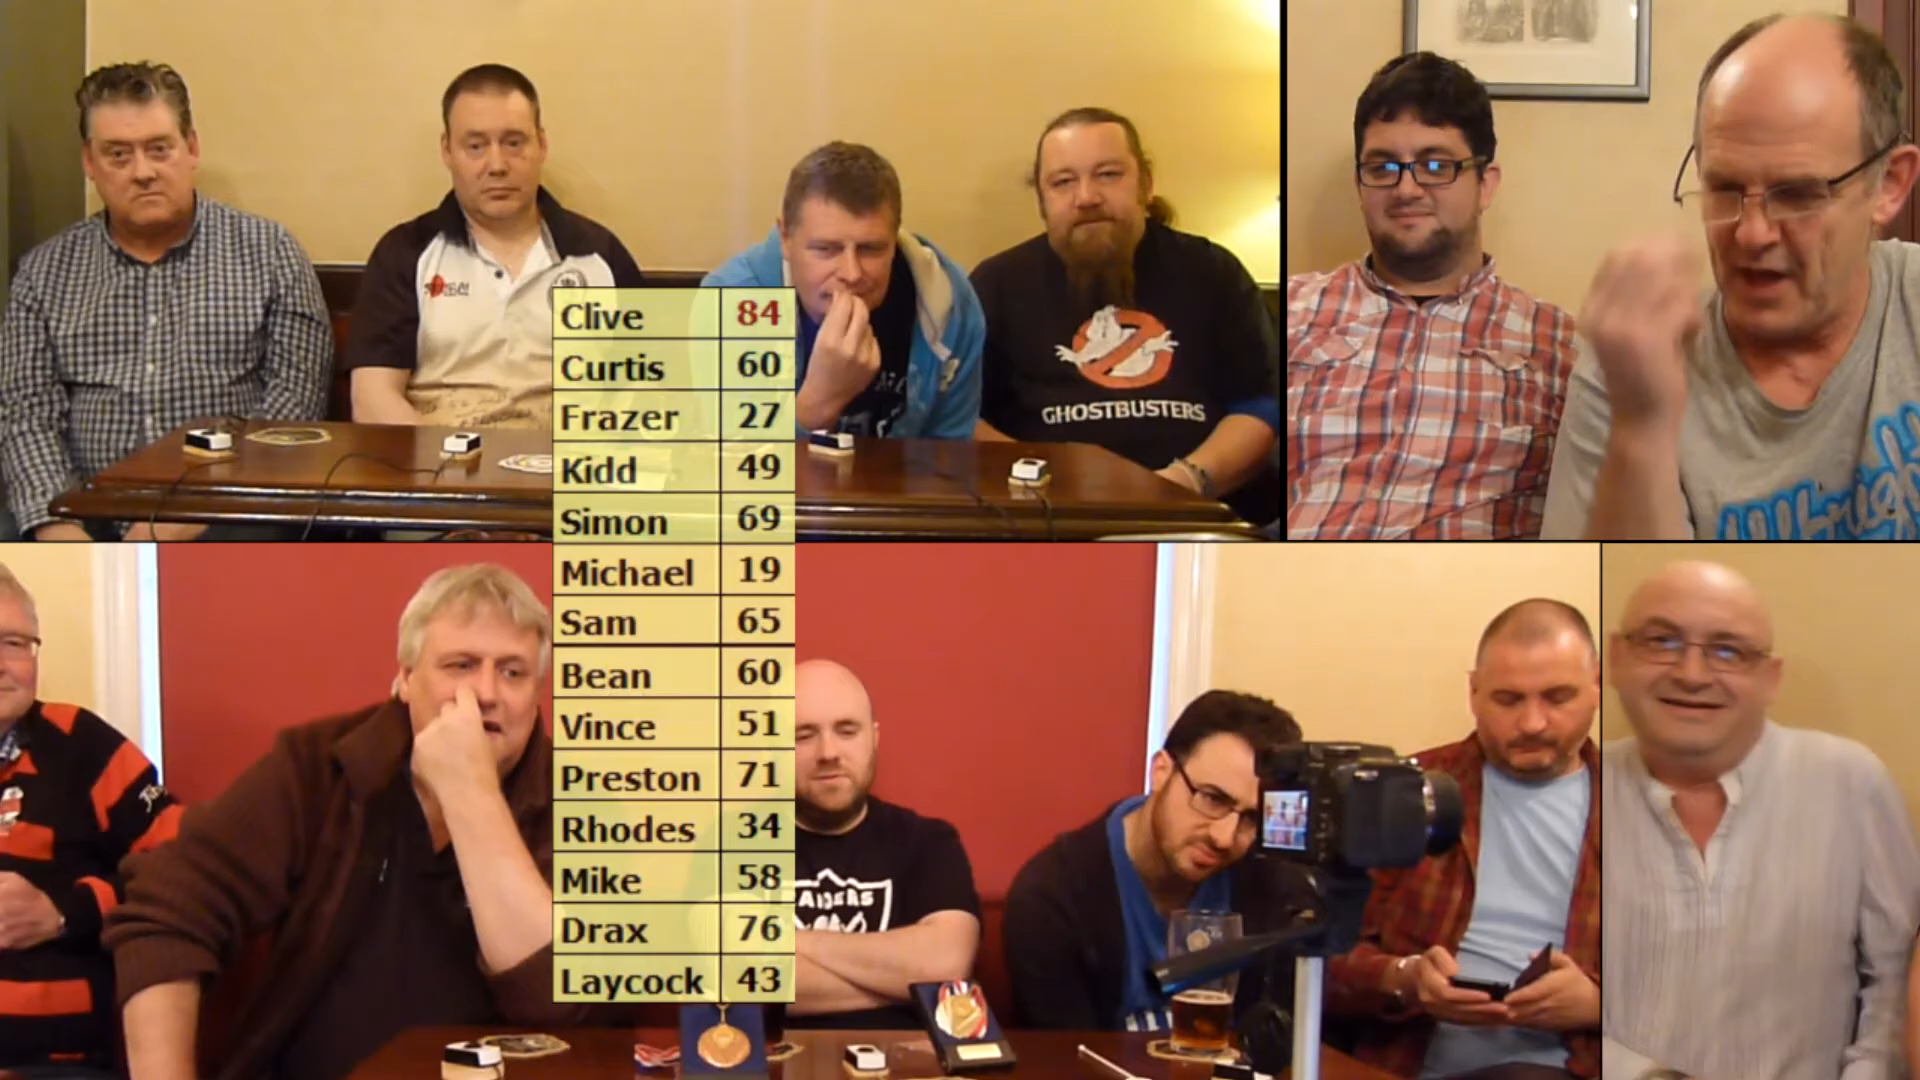 GHOSTBUSTERS
Clive 84
Curtis 60
Frazer 27
Kidd 49
Simon 69
Michael 19
Sam 65
Bean 60
Vince 51
Preston 71
Rhodes 34
Mike 58
Drax 76
Laycock 43